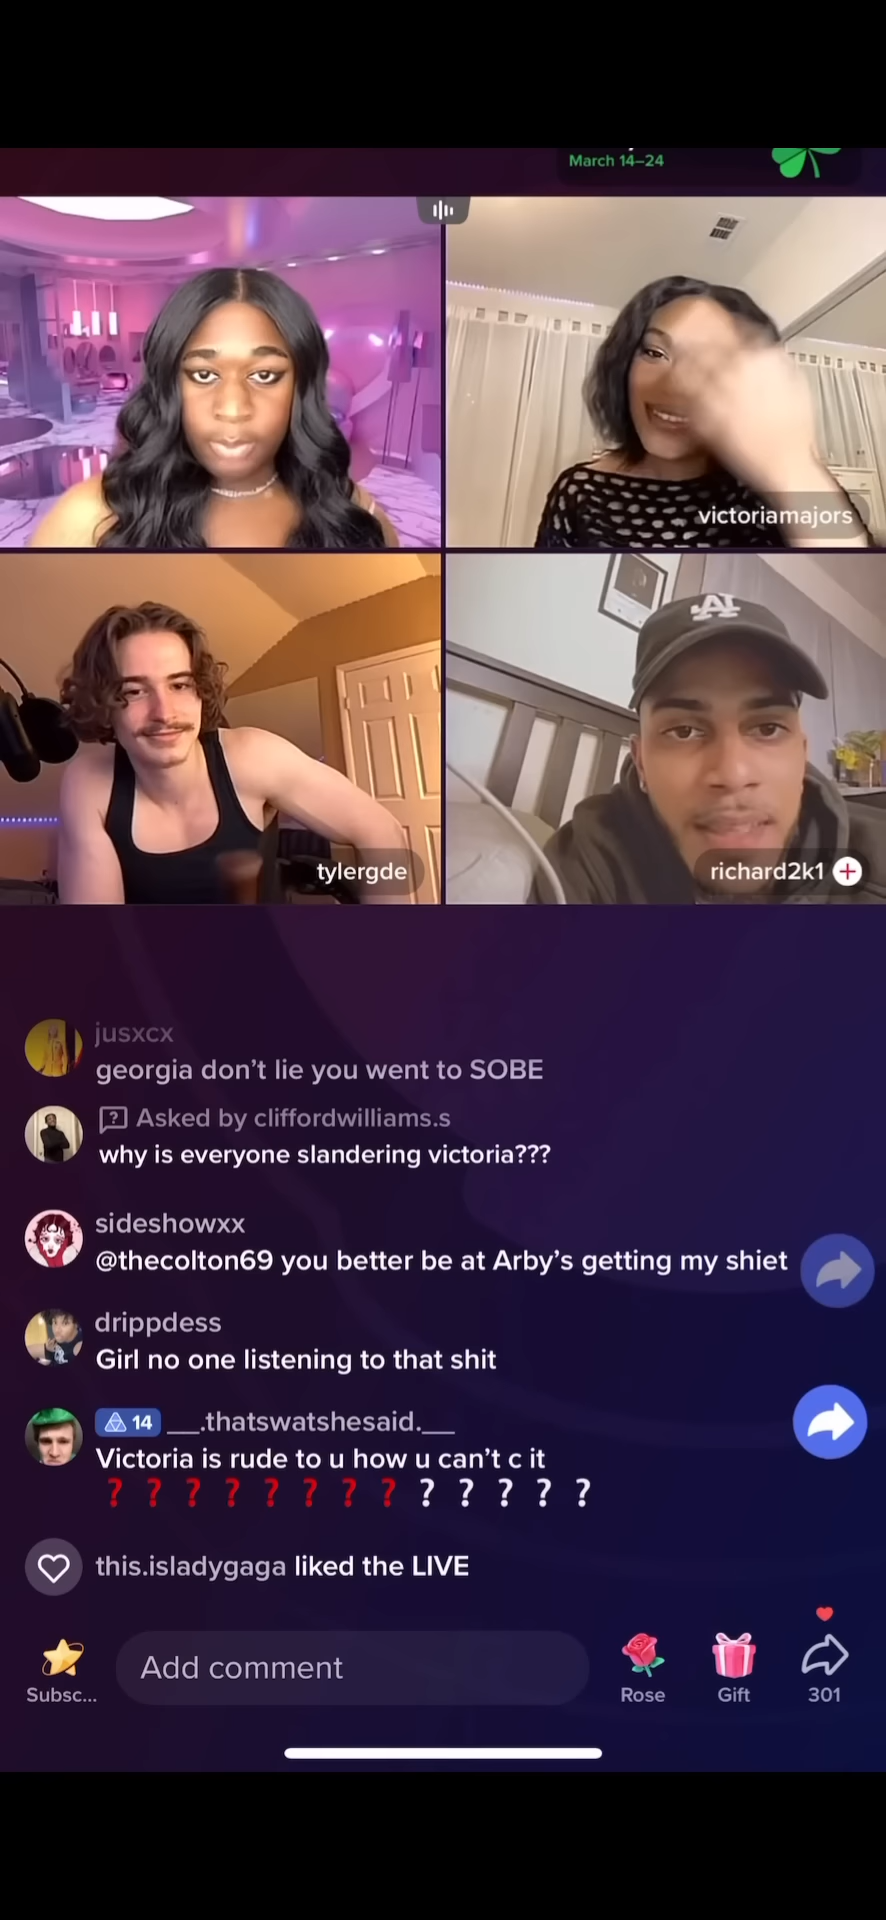 March 14–24
victoriamajors
tylergde
richard2k1
jusxcx
georgia don't lie you went to SOBE
Asked by cliffordwilliams.s
why is everyone slandering victoria???
sideshowxx
@thecolton69 you better be at Arby's getting my shiet
drippdess
Girl no one listening to that shit
14 __.thatswatshesaid.__
Victoria is rude to u how u can't c it
❓❓❓❓❓❓❓❓❔❔❔❔❔
this.isladygaga liked the LIVE
Add comment
Subsc...
Rose
Gift
301